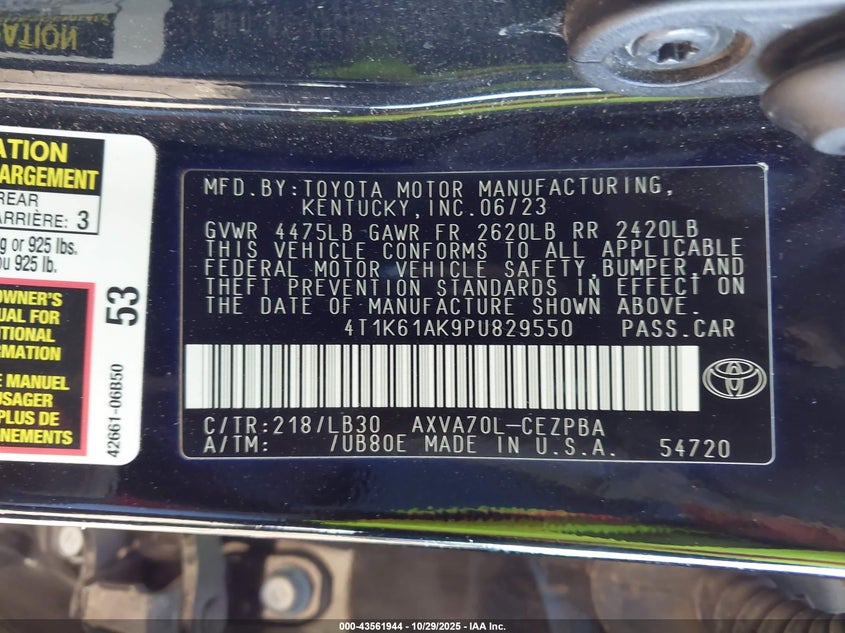 NOITA
ATION
ARGEMENT
REAR
ARRIÈRE: 3
g or 925 lbs.
u 925 lb.
OWNER'S
UAL FOR
TIONAL
RMATION
E MANUEL
USAGER
PLUS DE
NEMENTS
53
42661-06B50
MFD.BY:TOYOTA MOTOR MANUFACTURING,
KENTUCKY,INC.06/23
GVWR 4475LB GAWR FR 2620LB RR 2420LB
THIS VEHICLE CONFORMS TO ALL APPLICABLE
FEDERAL MOTOR VEHICLE SAFETY,BUMPER,AND
THEFT PREVENTION STANDARDS IN EFFECT ON
THE DATE OF MANUFACTURE SHOWN ABOVE.
4T1K61AK9PU829550 PASS.CAR
C/TR:218/LB30 AXVA70L-CEZPBA
A/TM: /UB80E MADE IN U.S.A. 54720
000-43561944 - 10/29/2025 - IAA Inc.